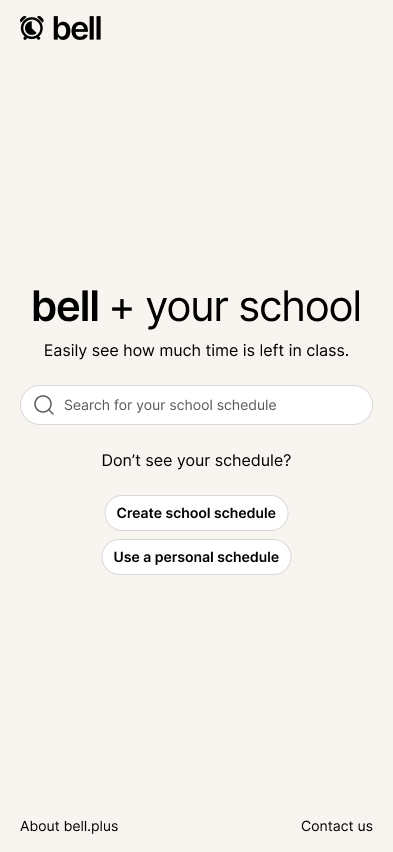 bell
bell + your school
Easily see how much time is left in class.
Search for your school schedule
Don’t see your schedule?
Create school schedule
Use a personal schedule
About bell.plus
Contact us